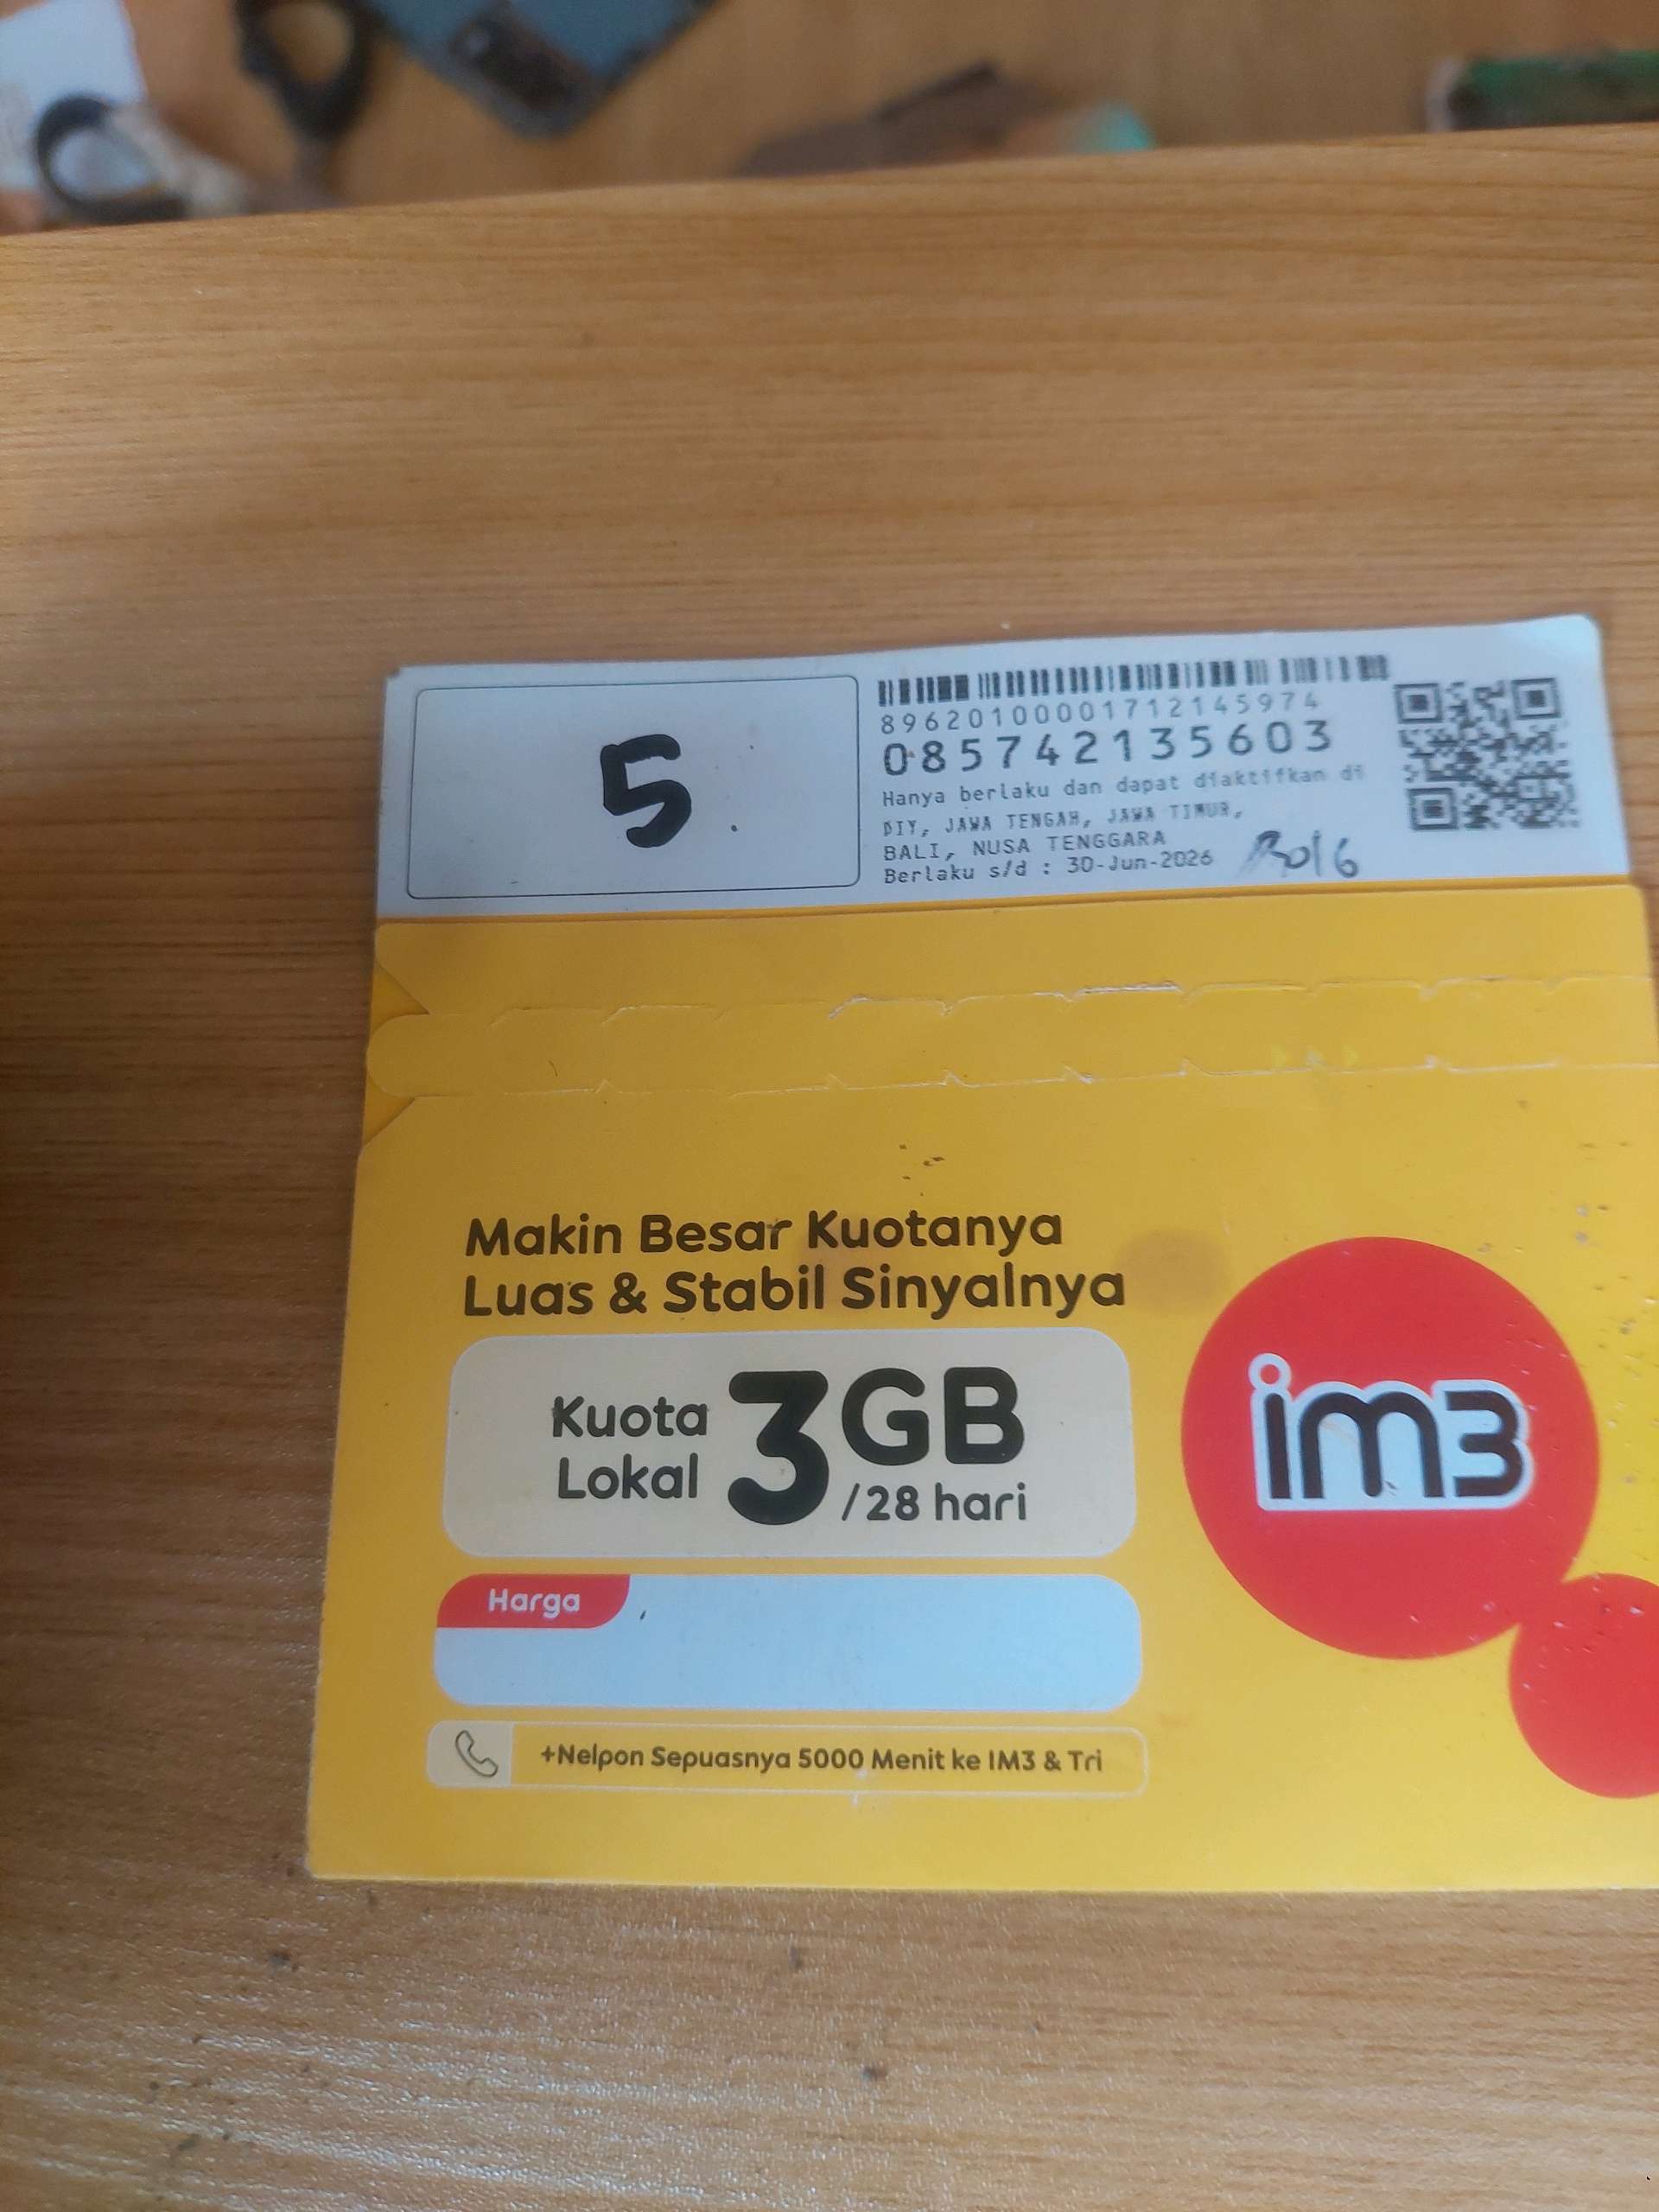 5
89620100001712145974
085742135603
Hanya berlaku dan dapat diaktifkan di
DIY, JAWA TENGAH, JAWA TIMUR,
BALI, NUSA TENGGARA
Berlaku s/d : 30-Jun-2026
Makin Besar Kuotanya
Luas & Stabil Sinyalnya
Kuota
Lokal
3GB
/28 hari
im3
Harga
+Nelpon Sepuasnya 5000 Menit ke IM3 & Tri